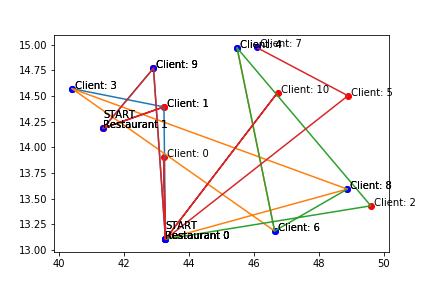 15.00
14.75
14.50
14.25
14.00
13.75
13.50
13.25
13.00
40
42
44
46
48
50
Client: 4
Client: 7
Client: 9
Client: 3
Client: 10
Client: 5
Client: 1
START
Restaurant 1
Client: 0
Client: 8
Client: 2
START
Restaurant 0
Client: 6